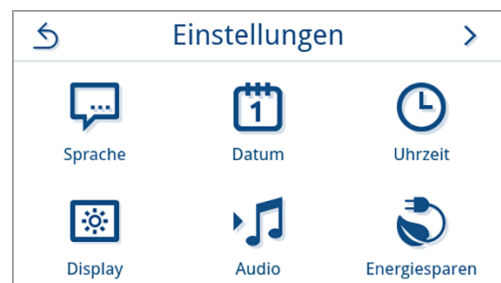 Einstellungen
...
1
Sprache
Datum
Uhrzeit
Display
Audio
Energiesparen